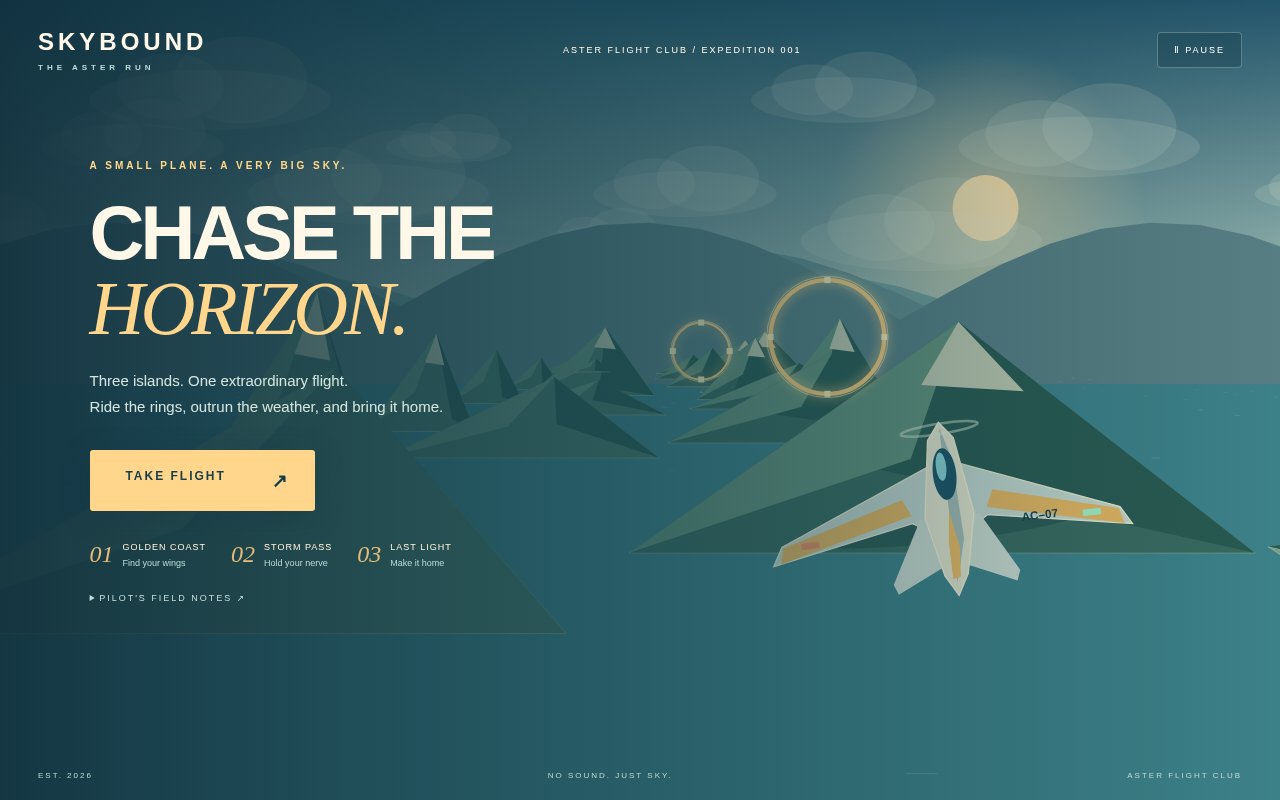 SKYBOUND
THE ASTER RUN
ASTER FLIGHT CLUB / EXPEDITION 001
II PAUSE
A SMALL PLANE. A VERY BIG SKY.
CHASE THE
HORIZON.
Three islands. One extraordinary flight.
Ride the rings, outrun the weather, and bring it home.
TAKE FLIGHT ↗
01 GOLDEN COAST
Find your wings
02 STORM PASS
Hold your nerve
03 LAST LIGHT
Make it home
PILOT'S FIELD NOTES ↗
AC–07
EST. 2026
NO SOUND. JUST SKY.
ASTER FLIGHT CLUB